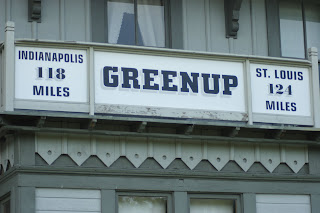 INDIANAPOLIS
118
MILES
GREENUP
ST. LOUIS
124
MILES